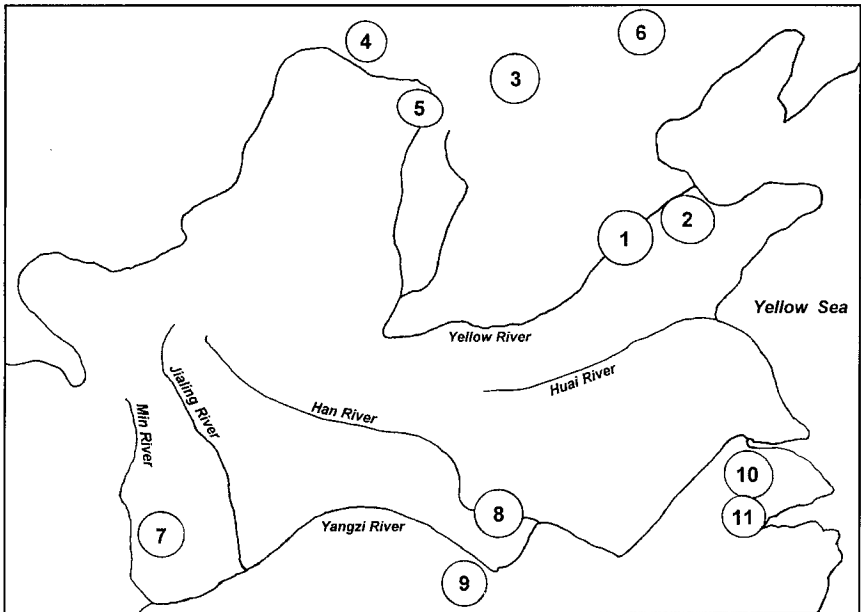 6
4
3
5
2
1
Yellow Sea
Yellow River
Huai River
Jialing River
Han River
Min River
10
8
11
Yangzi River
7
9